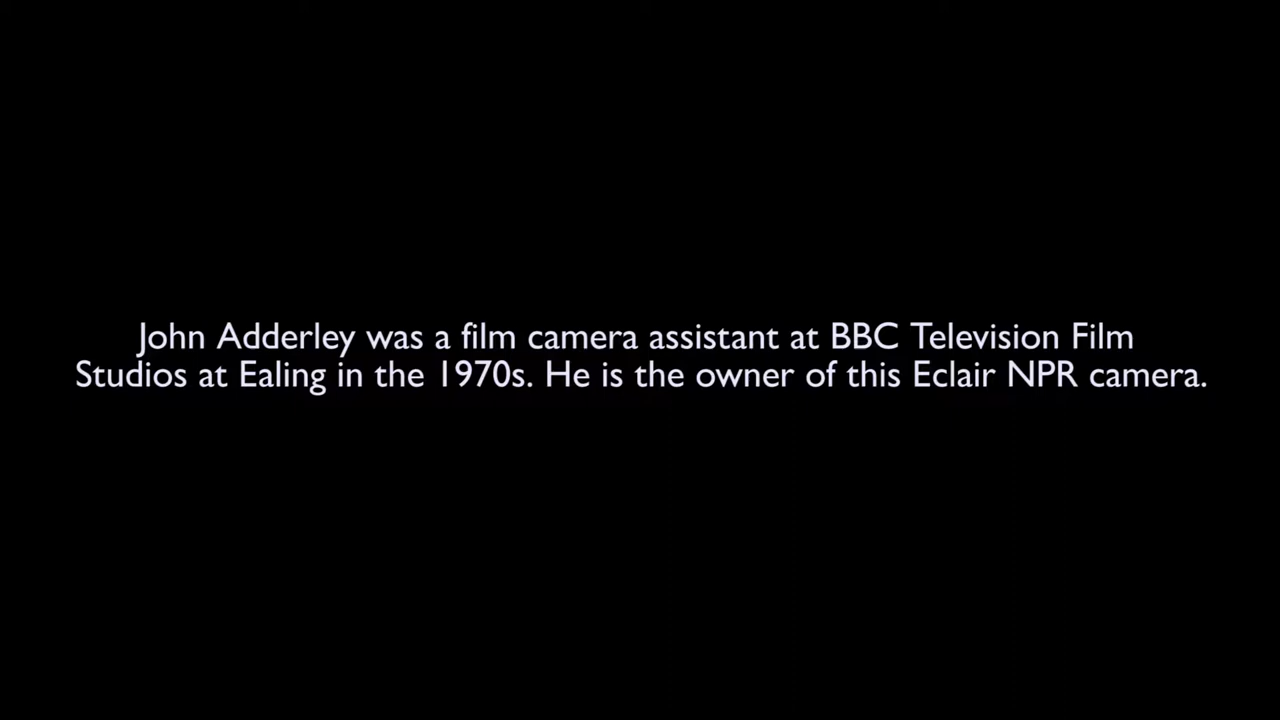 John Adderley was a film camera assistant at BBC Television Film
Studios at Ealing in the 1970s. He is the owner of this Eclair NPR camera.